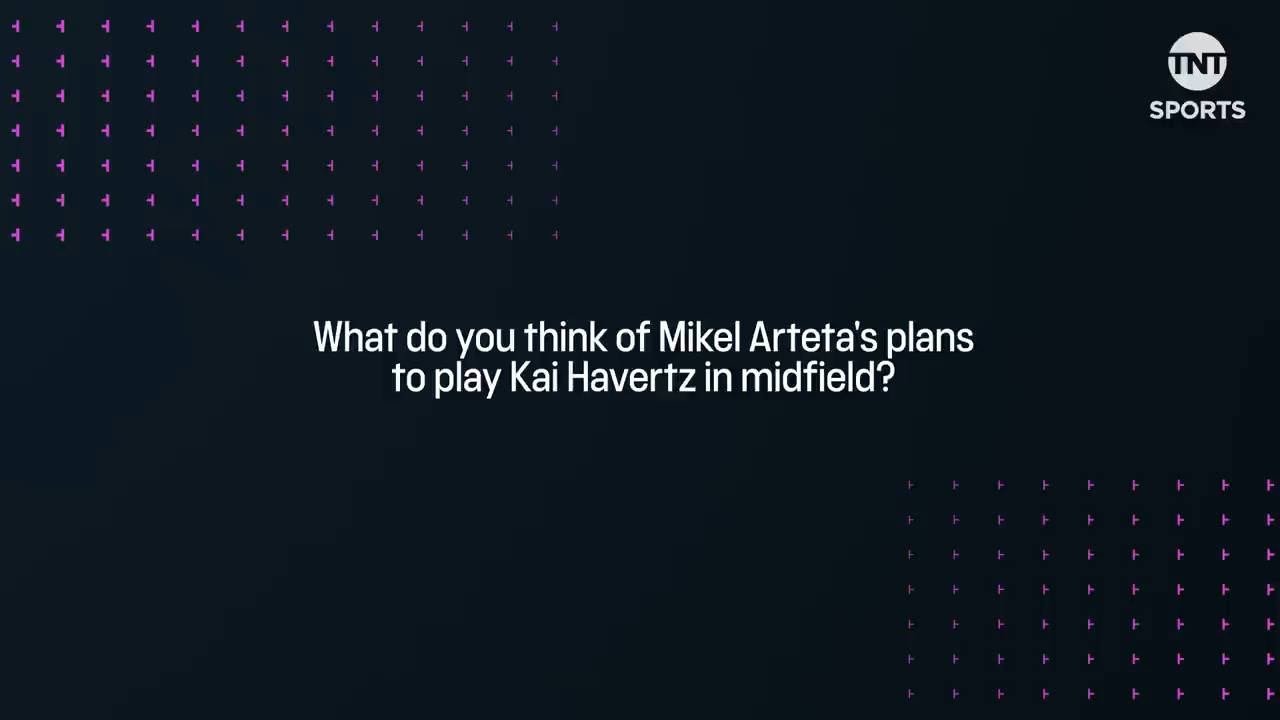 TNT
SPORTS
What do you think of Mikel Arteta's plans
to play Kai Havertz in midfield?